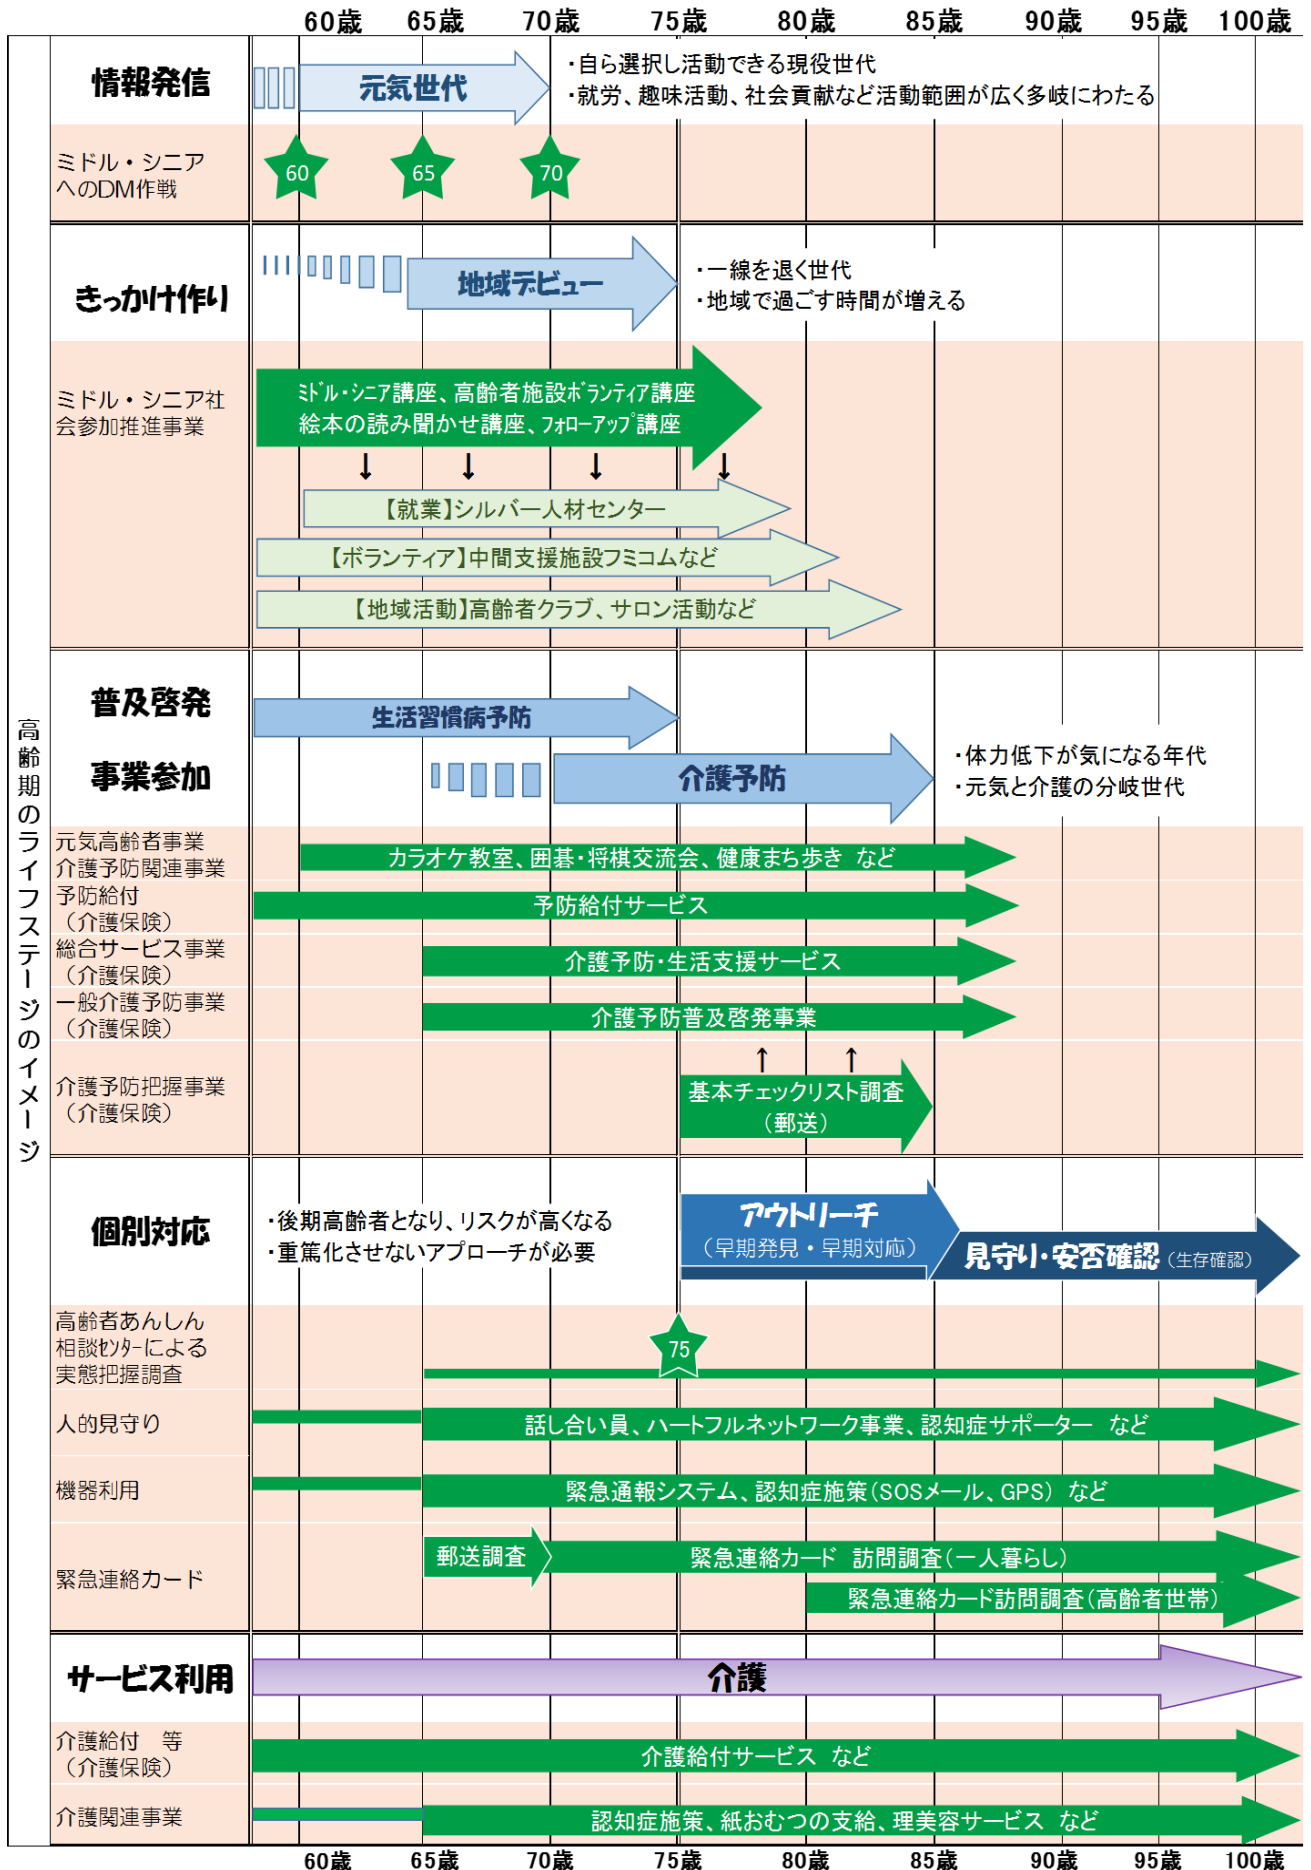 60歳 65歳 70歳 75歳 80歳 85歳 90歳 95歳 100歳
高齢期のライフステージのイメージ
情報発信
元気世代
・自ら選択し活動できる現役世代
・就労、趣味活動、社会貢献など活動範囲が広く多岐にわたる
ミドル・シニア
へのDM作戦
60
65
70
きっかけ作り
地域デビュー
・一線を退く世代
・地域で過ごす時間が増える
ミドル・シニア社
会参加推進事業
ﾐﾄﾞﾙ・ｼﾆｱ講座、高齢者施設ﾎﾞﾗﾝﾃｨｱ講座
絵本の読み聞かせ講座、ﾌｫﾛｰｱｯﾌﾟ講座
↓ ↓ ↓ ↓
【就業】シルバー人材センター
【ボランティア】中間支援施設フミコムなど
【地域活動】高齢者クラブ、サロン活動など
普及啓発
生活習慣病予防
事業参加
介護予防
・体力低下が気になる年代
・元気と介護の分岐世代
元気高齢者事業
介護予防関連事業
カラオケ教室、囲碁・将棋交流会、健康まち歩き など
予防給付
（介護保険）
予防給付サービス
総合サービス事業
（介護保険）
介護予防・生活支援サービス
一般介護予防事業
（介護保険）
介護予防普及啓発事業
↑ ↑
介護予防把握事業
（介護保険）
基本チェックリスト調査
（郵送）
個別対応
・後期高齢者となり、リスクが高くなる
・重篤化させないアプローチが必要
アウトリーチ
（早期発見・早期対応）
見守り・安否確認（生存確認）
高齢者あんしん
相談ｾﾝﾀｰによる
実態把握調査
75
人的見守り
話し合い員、ハートフルネットワーク事業、認知症サポーター など
機器利用
緊急通報システム、認知症施策（SOSメール、GPS） など
緊急連絡カード
郵送調査
緊急連絡カード 訪問調査（一人暮らし）
緊急連絡カード訪問調査（高齢者世帯）
サービス利用
介護
介護給付 等
（介護保険）
介護給付サービス など
介護関連事業
認知症施策、紙おむつの支給、理美容サービス など
60歳 65歳 70歳 75歳 80歳 85歳 90歳 95歳 100歳